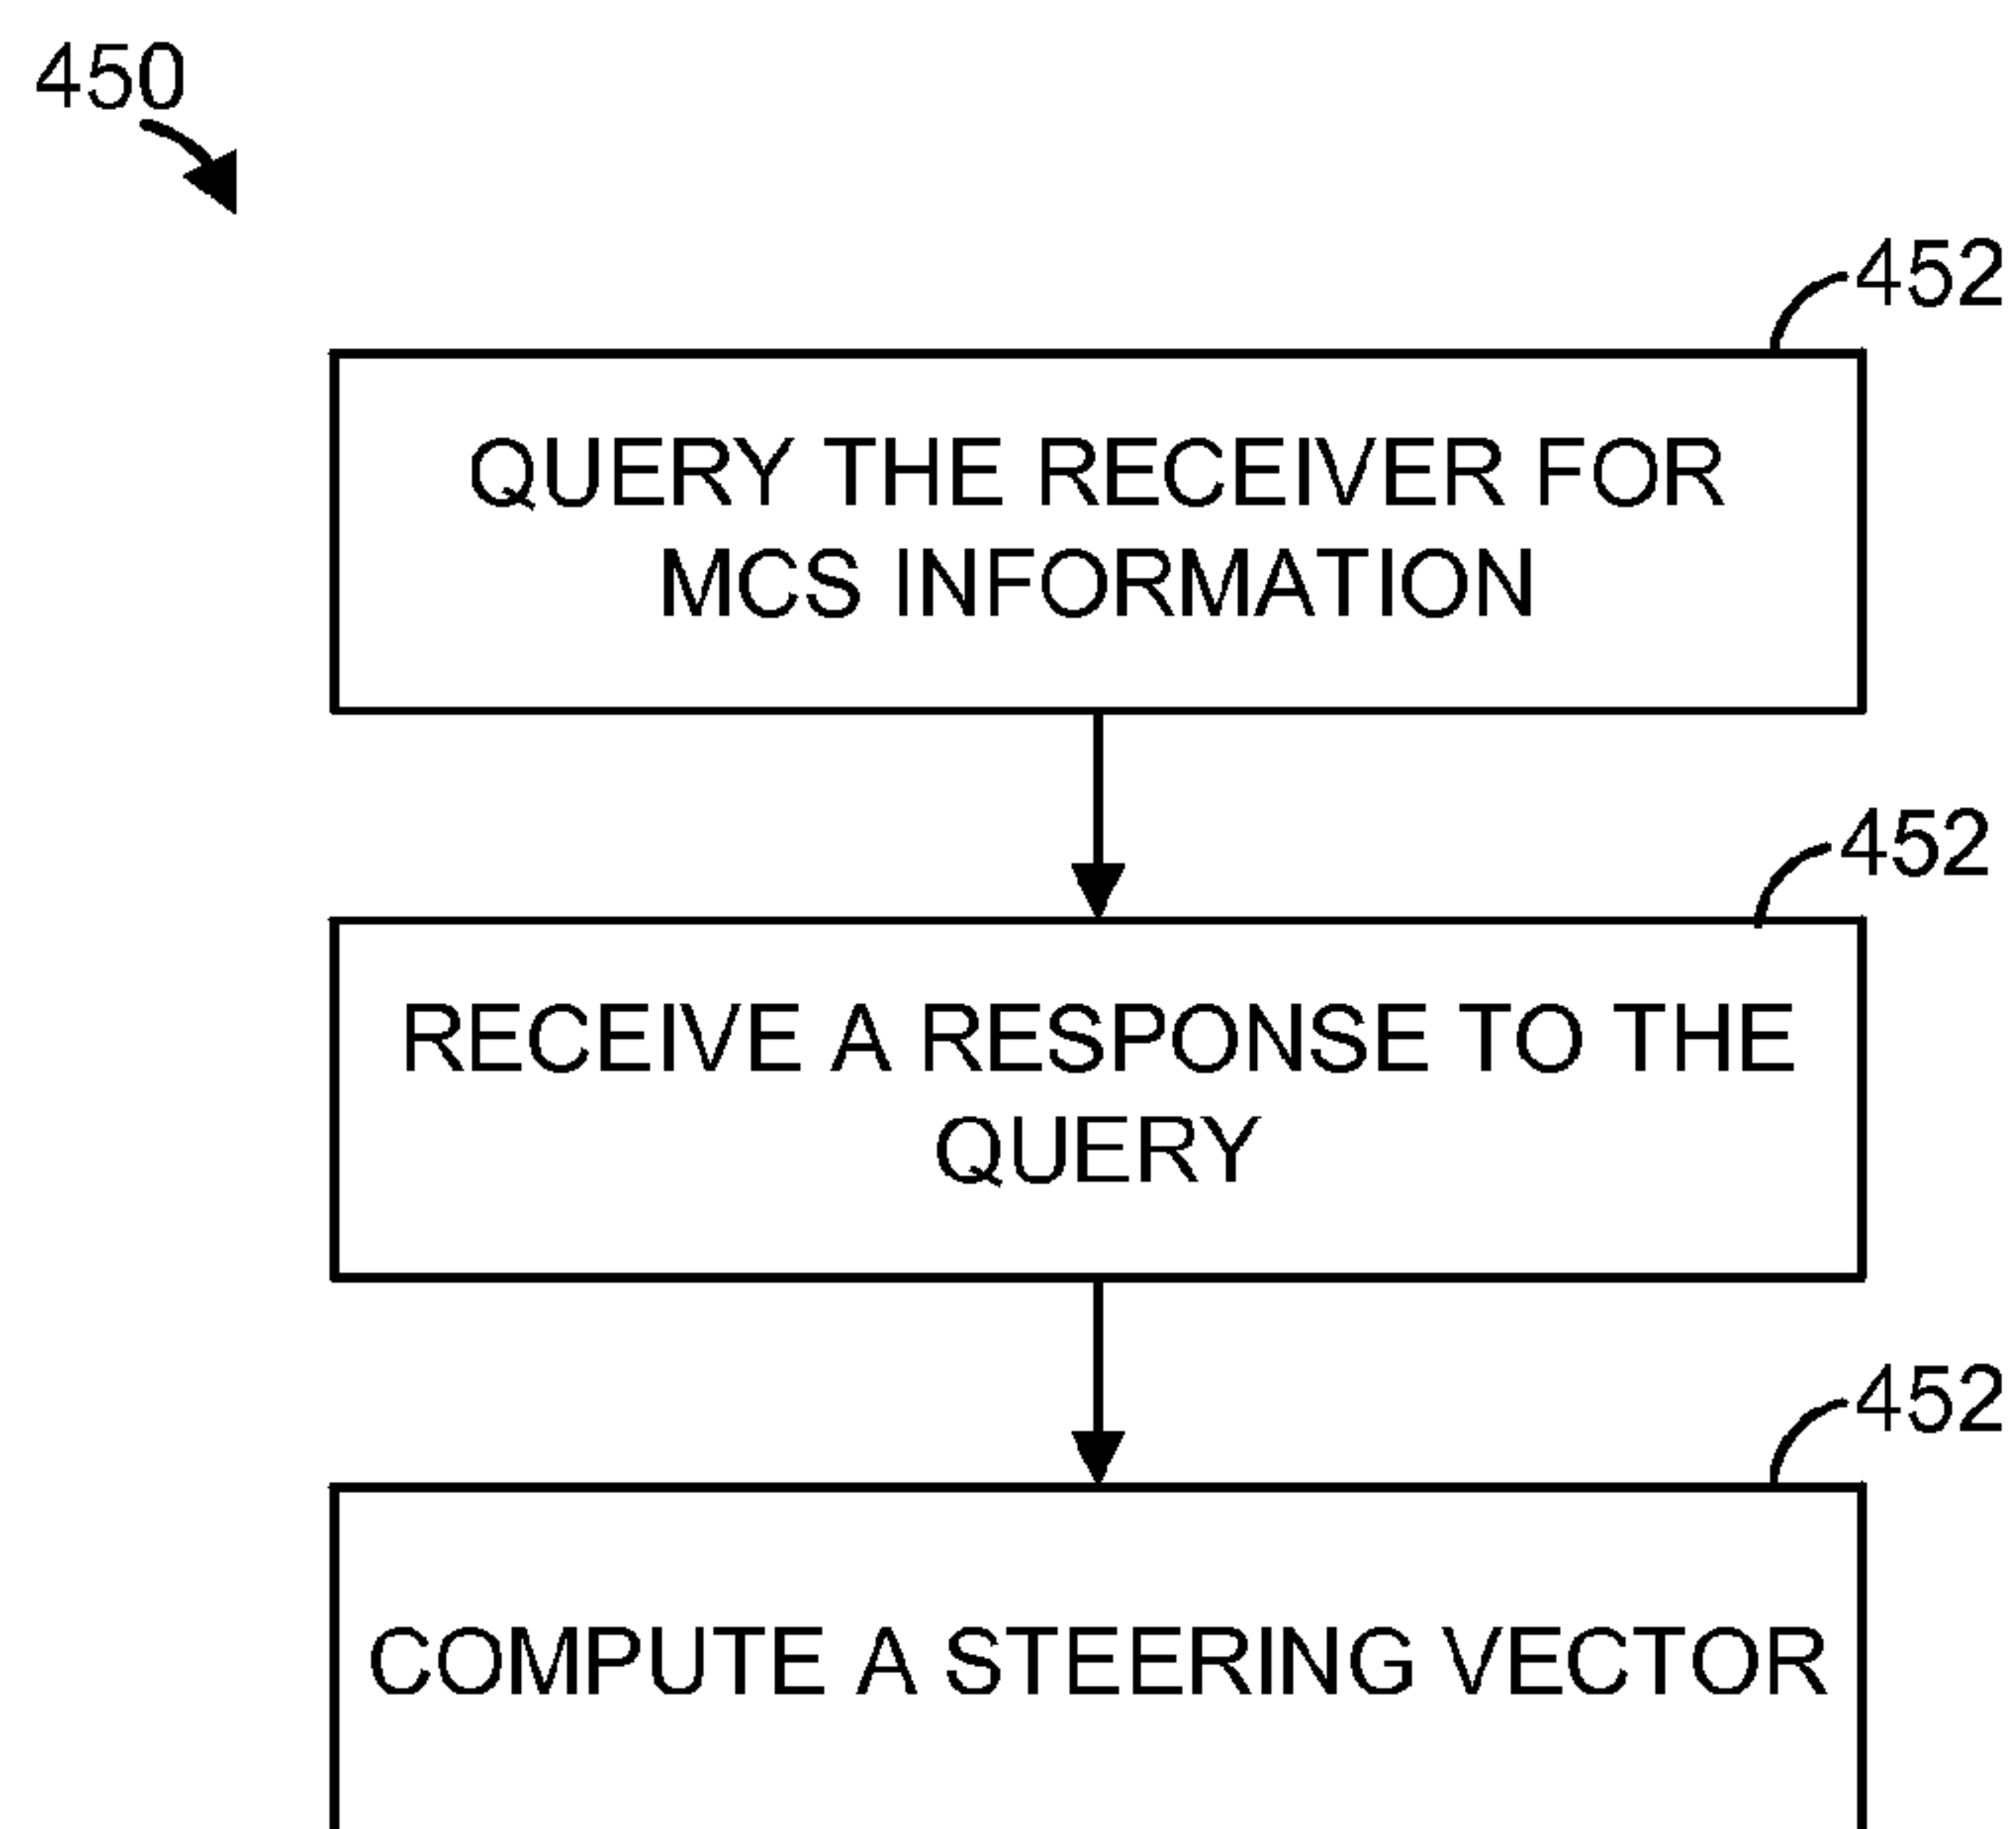 450
452
QUERY THE RECEIVER FOR
MCS INFORMATION
452
RECEIVE A RESPONSE TO THE
QUERY
452
COMPUTE A STEERING VECTOR